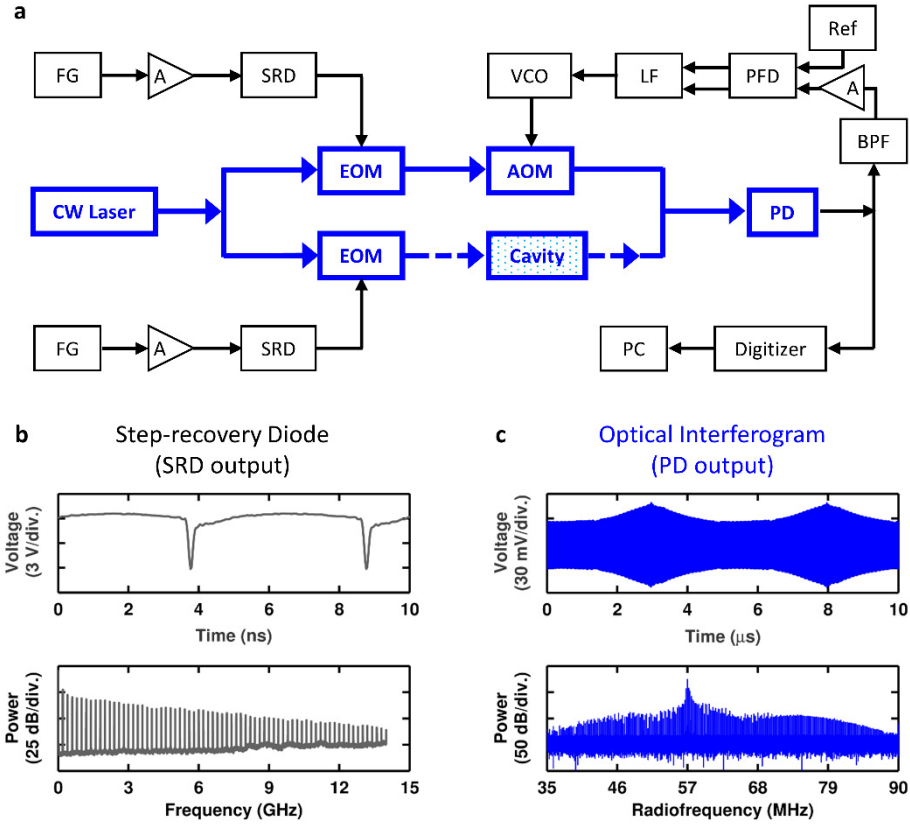 a
FG
A
SRD
VCO
LF
PFD
Ref
A
BPF
EOM
AOM
CW Laser
PD
EOM
Cavity
FG
A
SRD
PC
Digitizer
b
Step-recovery Diode
(SRD output)
Voltage
(3 V/div.)
0 2 4 6 8 10
Time (ns)
Power
(25 dB/div.)
0 3 6 9 12 15
Frequency (GHz)
c
Optical Interferogram
(PD output)
Voltage
(30 mV/div.)
0 2 4 6 8 10
Time (μs)
Power
(50 dB/div.)
35 46 57 68 79 90
Radiofrequency (MHz)